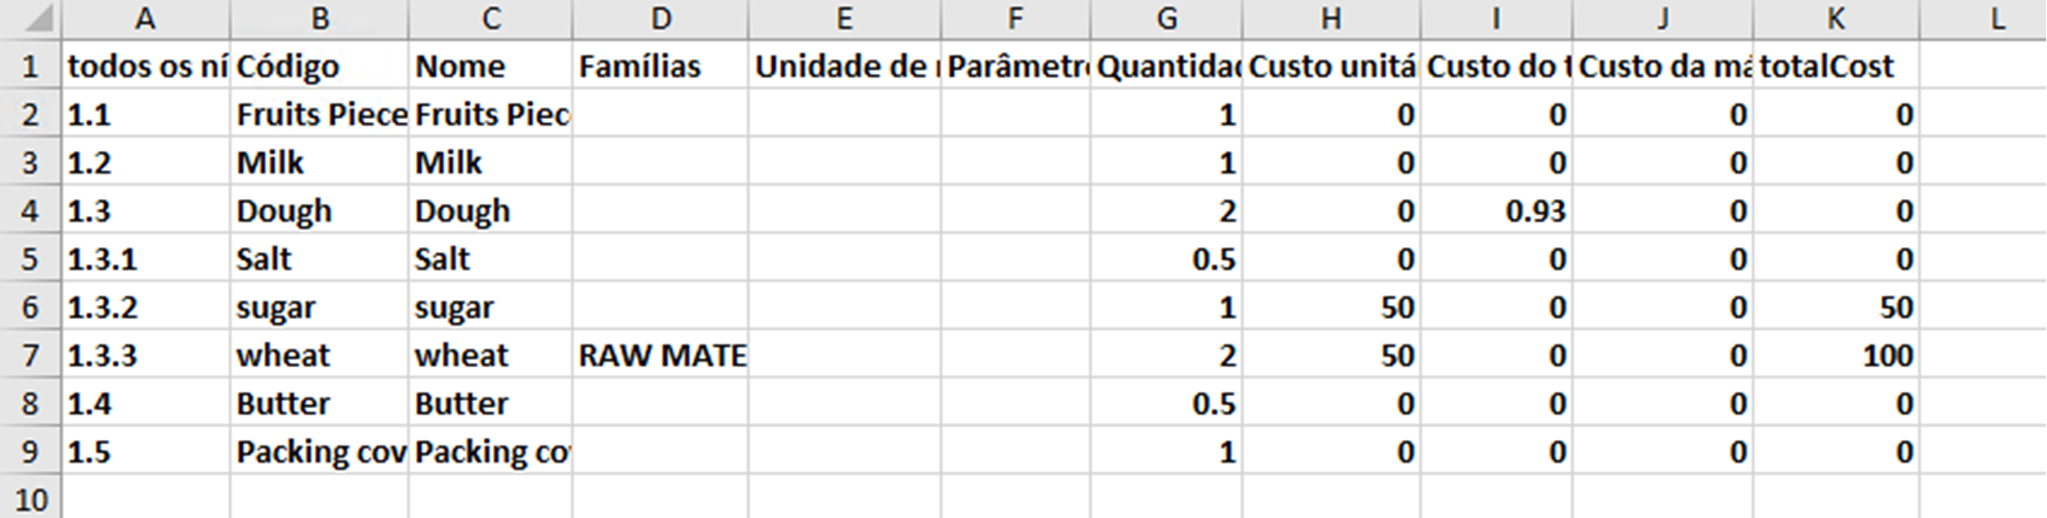 A B C D E F G H I J K L
1 todos os ní Código Nome Famílias Unidade de Parâmetr Quantidad Custo unitá Custo do t Custo da má totalCost
2 1.1 Fruits Piece Fruits Piec 1 0 0 0 0
3 1.2 Milk Milk 1 0 0 0 0
4 1.3 Dough Dough 2 0 0.93 0 0
5 1.3.1 Salt Salt 0.5 0 0 0 0
6 1.3.2 sugar sugar 1 50 0 0 50
7 1.3.3 wheat wheat RAW MATE 2 50 0 0 100
8 1.4 Butter Butter 0.5 0 0 0 0
9 1.5 Packing cov Packing co 1 0 0 0 0
10